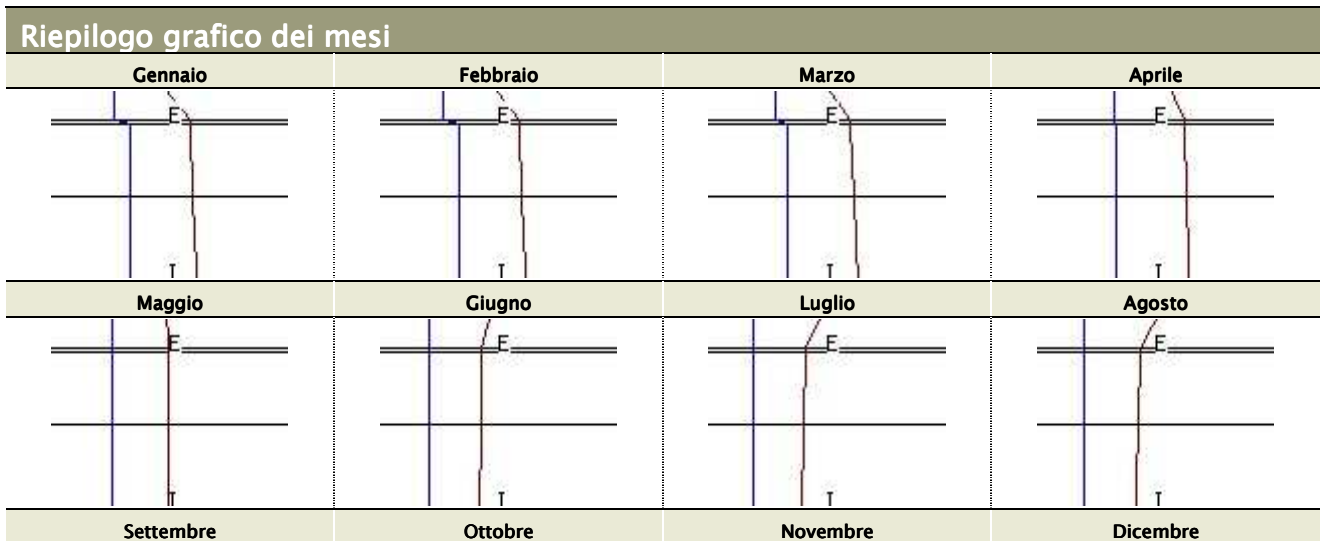 Riepilogo grafico dei mesi
Gennaio Febbraio Marzo Aprile
E E E E
I I I I
Maggio Giugno Luglio Agosto
E E E E
I I I I
Settembre Ottobre Novembre Dicembre